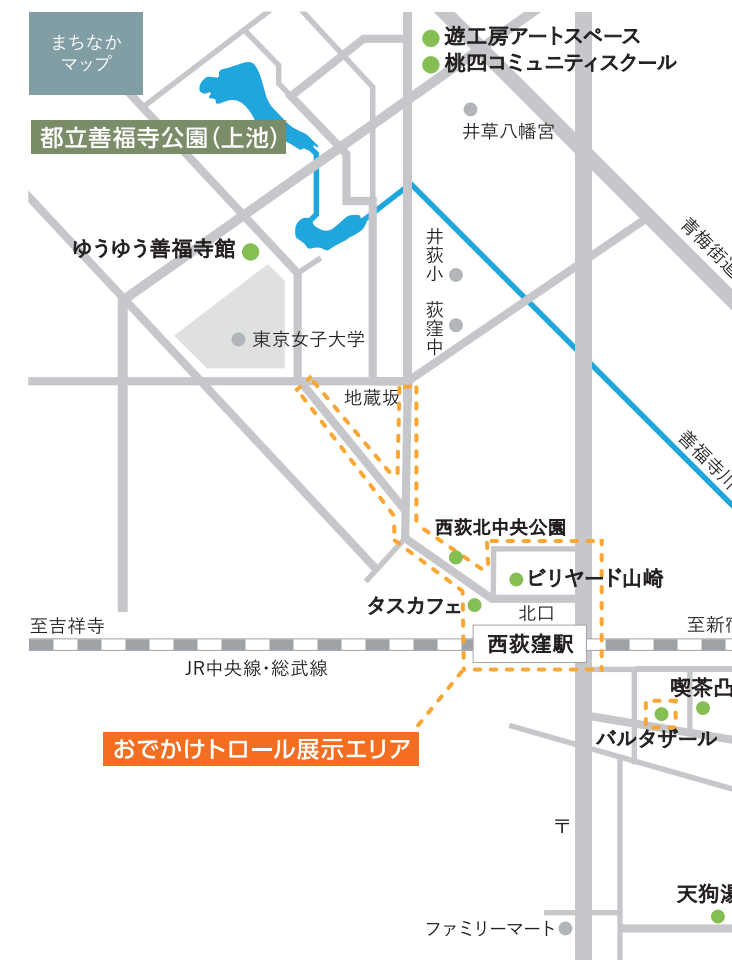 まちなか
マップ
遊工房アートスペース
桃四コミュニティスクール
井草八幡宮
都立善福寺公園（上池）
青梅街道
ゆうゆう善福寺館
井荻小
荻窪中
東京女子大学
地蔵坂
善福寺川
西荻北中央公園
ビリヤード山崎
タスカフェ
北口
至吉祥寺
至新宿
西荻窪駅
JR中央線・総武線
喫茶凸
バルタザール
おでかけトロール展示エリア
〒
天狗湯
ファミリーマート